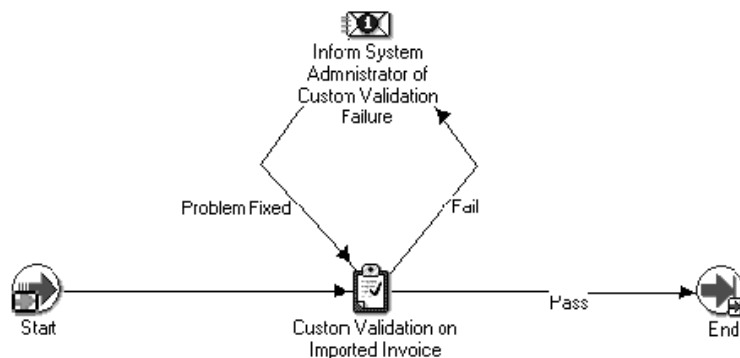 Inform System
Admnistrator of
Custom Validation
Failure
Problem Fixed
Fail
Start
Pass
End
Custom Validation on
Imported Invoice